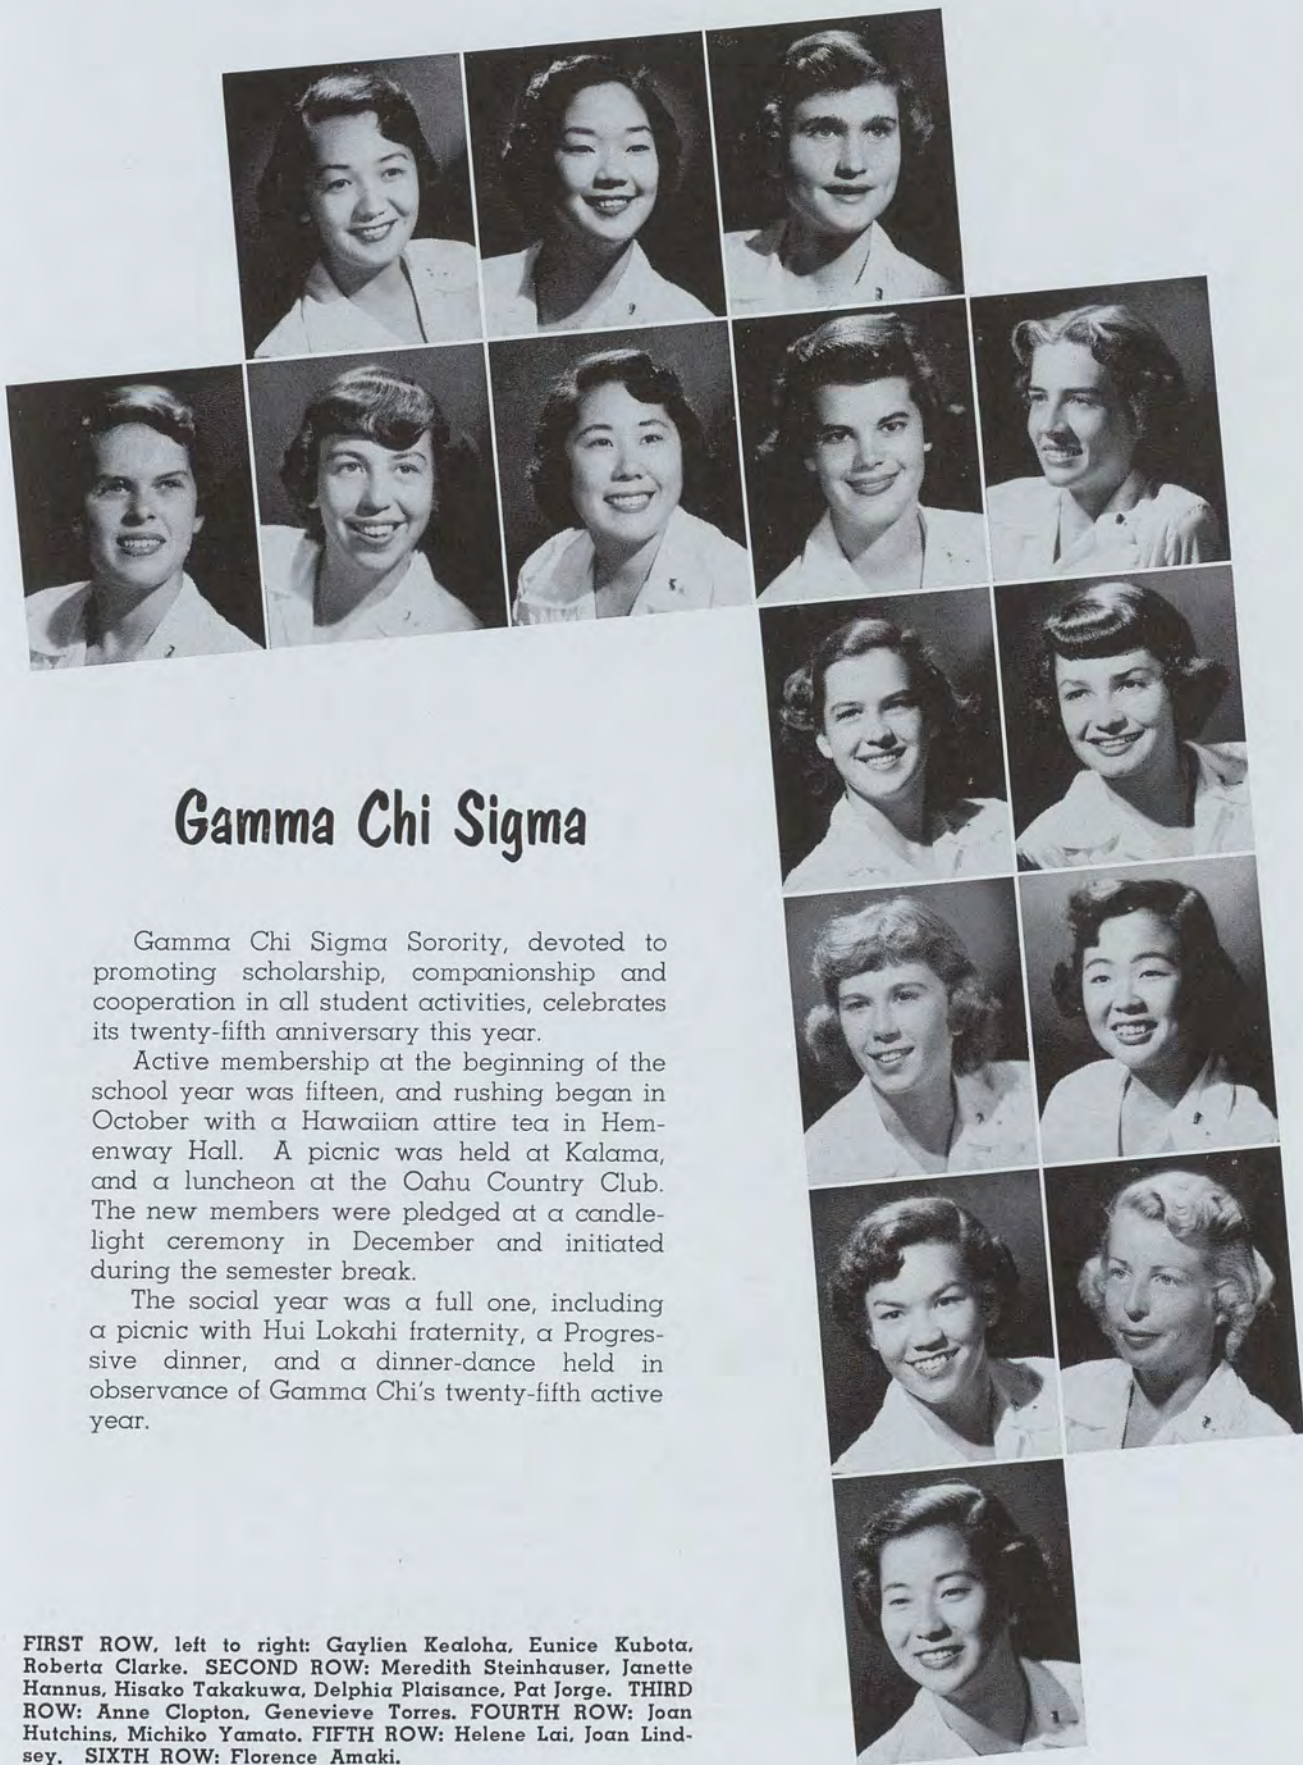 Gamma Chi Sigma
Gamma Chi Sigma Sorority, devoted to
promoting scholarship, companionship and
cooperation in all student activities, celebrates
its twenty-fifth anniversary this year.
Active membership at the beginning of the
school year was fifteen, and rushing began in
October with a Hawaiian attire tea in Hem-
enway Hall. A picnic was held at Kalama,
and a luncheon at the Oahu Country Club.
The new members were pledged at a candle-
light ceremony in December and initiated
during the semester break.
The social year was a full one, including
a picnic with Hui Lokahi fraternity, a Progres-
sive dinner, and a dinner-dance held in
observance of Gamma Chi's twenty-fifth active
year.
FIRST ROW, left to right: Gaylien Kealoha, Eunice Kubota,
Roberta Clarke. SECOND ROW: Meredith Steinhauser, Janette
Hannus, Hisako Takakuwa, Delphia Plaisance, Pat Jorge. THIRD
ROW: Anne Clopton, Genevieve Torres. FOURTH ROW: Joan
Hutchins, Michiko Yamato. FIFTH ROW: Helene Lai, Joan Lind-
sey. SIXTH ROW: Florence Amaki.